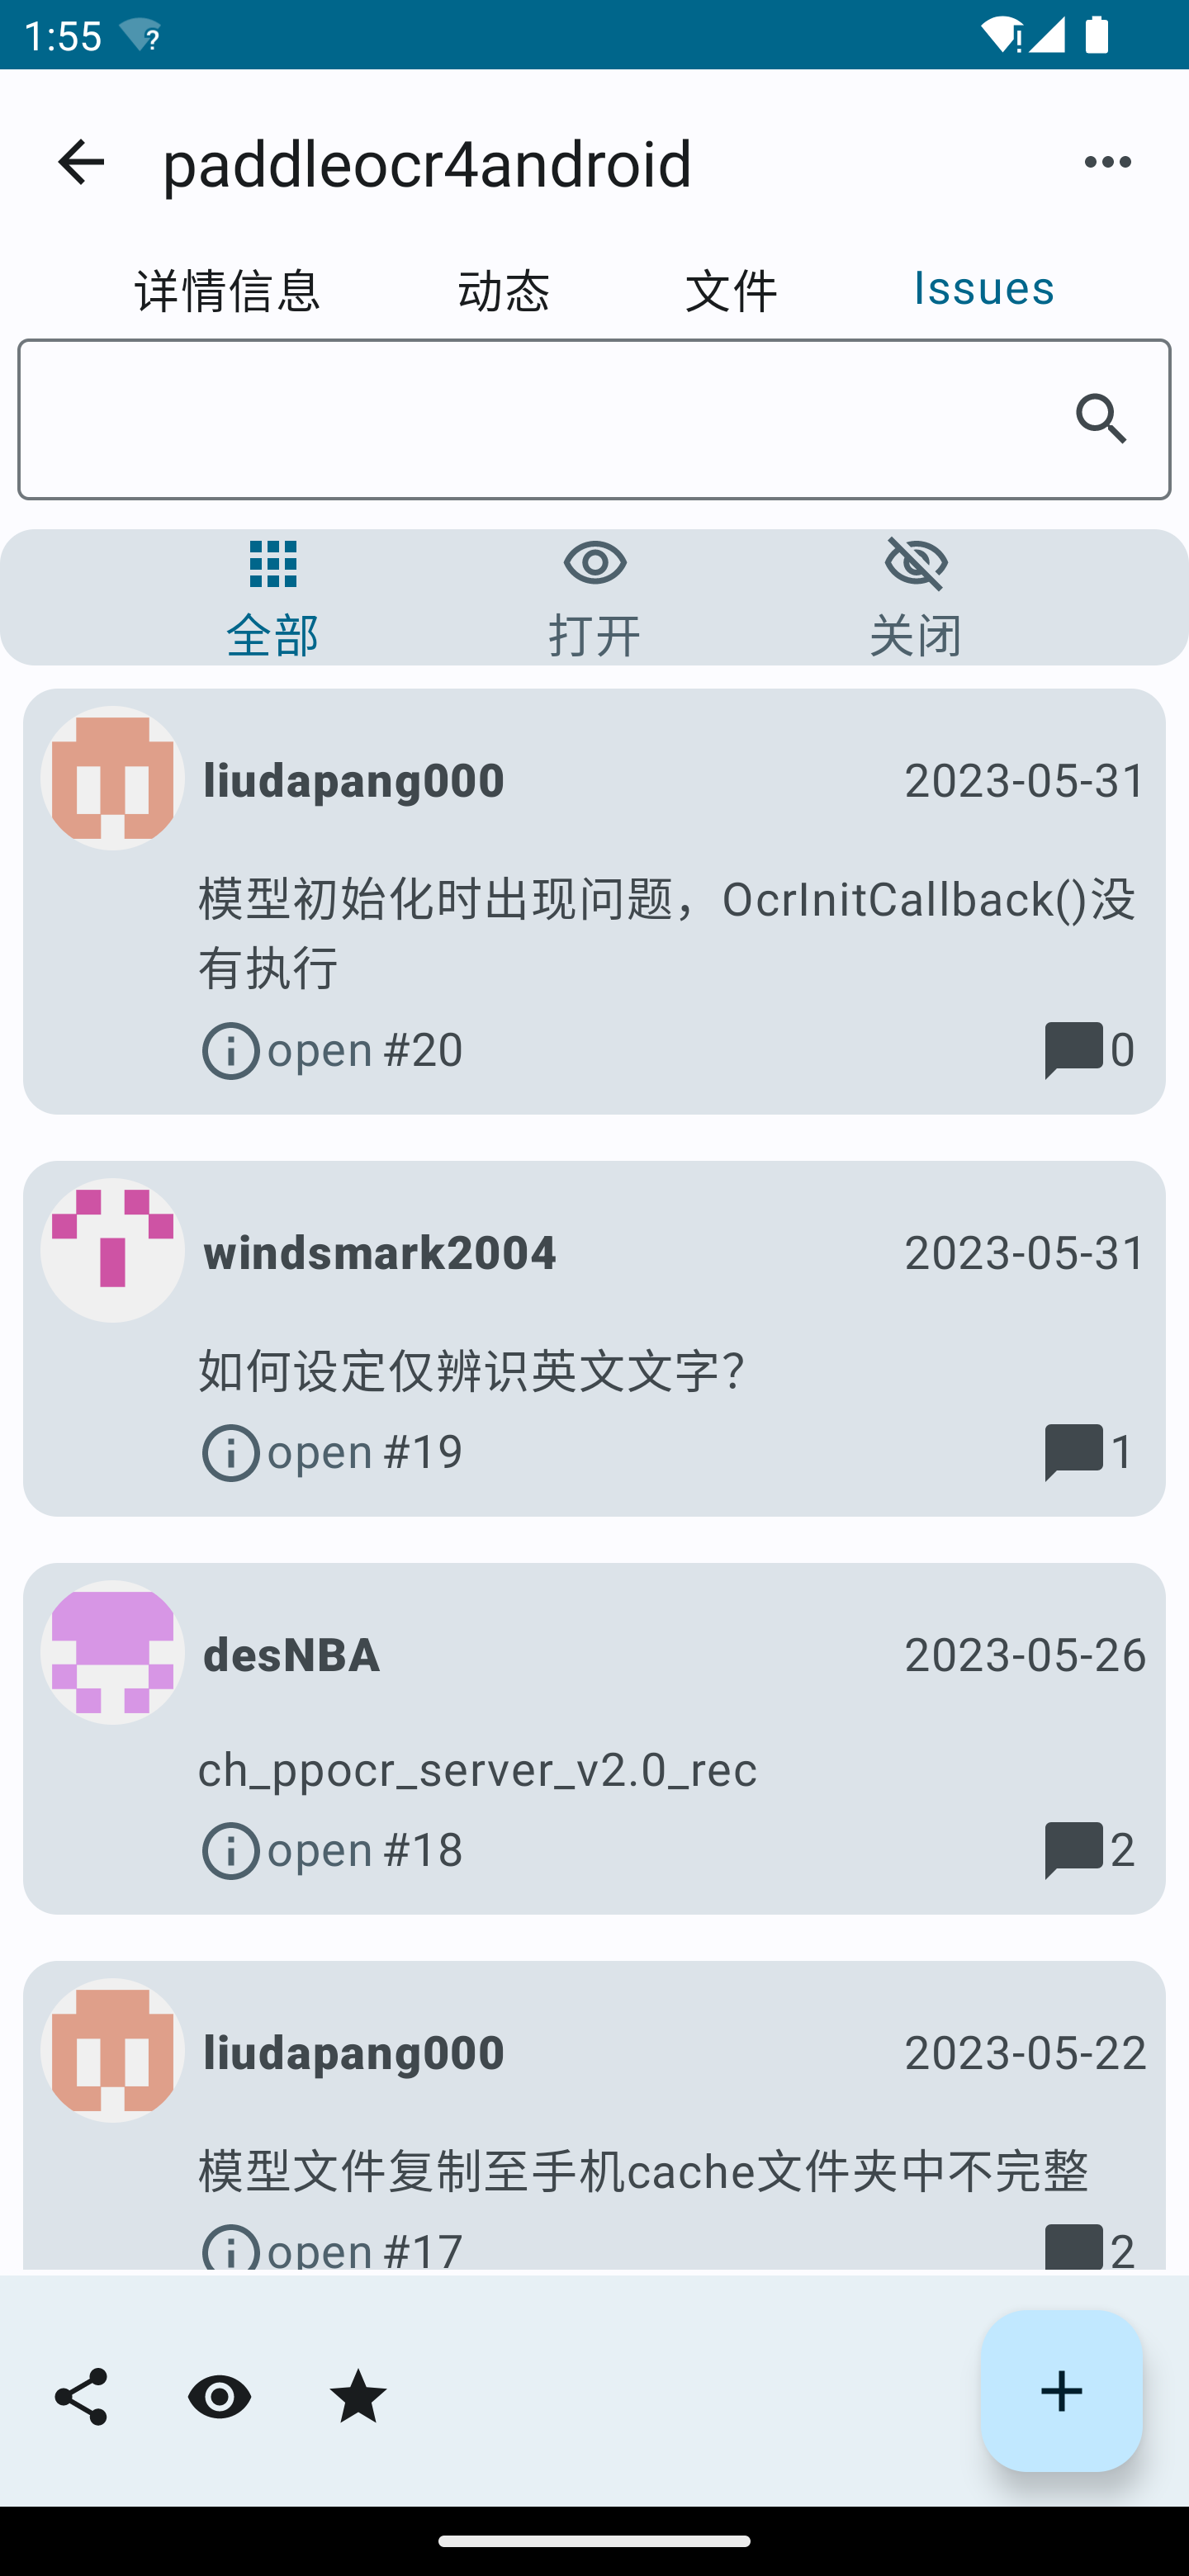 1:55
paddleocr4android
详情信息
动态
文件
Issues
全部
打开
关闭
liudapang000
2023-05-31
模型初始化时出现问题，OcrInitCallback()没
有执行
open #20
0
windsmark2004
2023-05-31
如何设定仅辨识英文文字？
open #19
1
desNBA
2023-05-26
ch_ppocr_server_v2.0_rec
open #18
2
liudapang000
2023-05-22
模型文件复制至手机cache文件夹中不完整
open #17
2